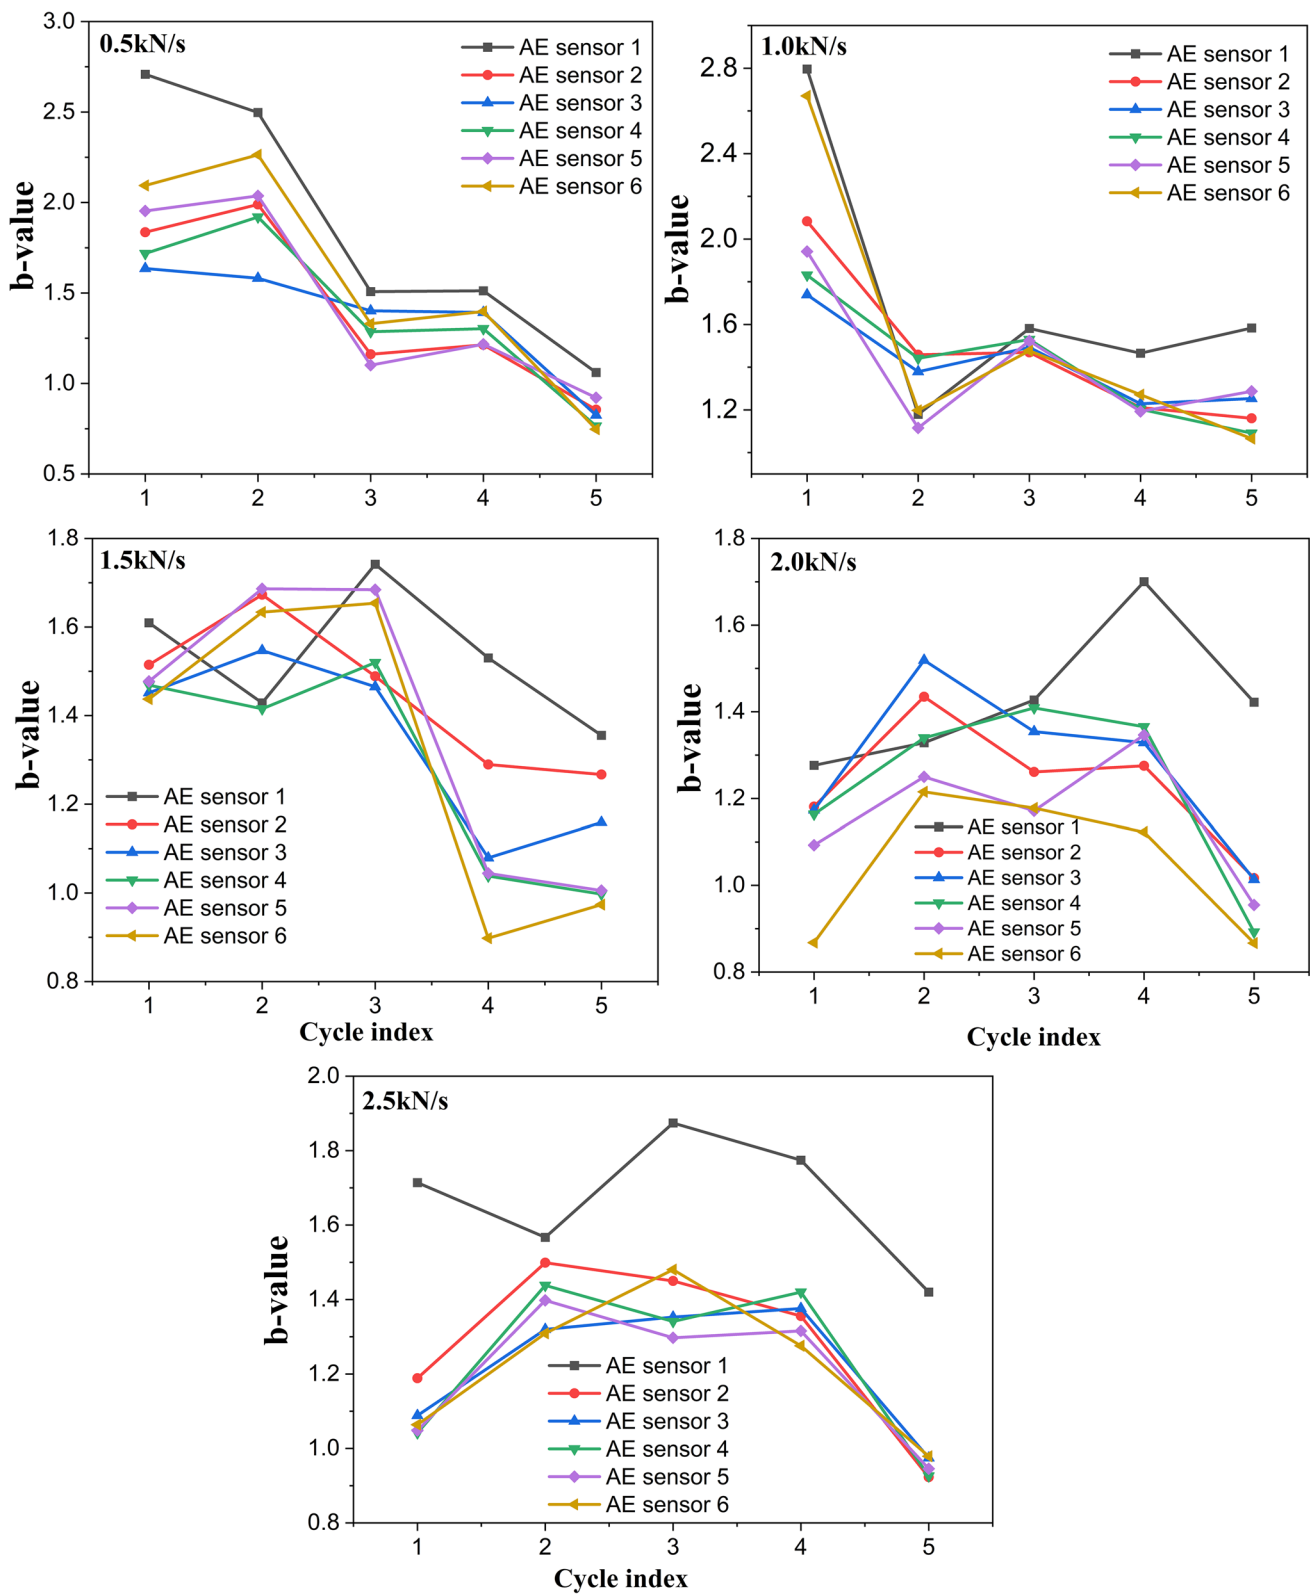 0.5kN/s
AE sensor 1
AE sensor 2
AE sensor 3
AE sensor 4
AE sensor 5
AE sensor 6
b-value
3.0
2.5
2.0
1.5
1.0
0.5
1 2 3 4 5
1.0kN/s
AE sensor 1
AE sensor 2
AE sensor 3
AE sensor 4
AE sensor 5
AE sensor 6
b-value
2.8
2.4
2.0
1.6
1.2
1 2 3 4 5
1.5kN/s
b-value
1.8
1.6
1.4
1.2
1.0
0.8
AE sensor 1
AE sensor 2
AE sensor 3
AE sensor 4
AE sensor 5
AE sensor 6
1 2 3 4 5
Cycle index
2.0kN/s
b-value
1.8
1.6
1.4
1.2
1.0
0.8
AE sensor 1
AE sensor 2
AE sensor 3
AE sensor 4
AE sensor 5
AE sensor 6
1 2 3 4 5
Cycle index
2.5kN/s
b-value
2.0
1.8
1.6
1.4
1.2
1.0
0.8
AE sensor 1
AE sensor 2
AE sensor 3
AE sensor 4
AE sensor 5
AE sensor 6
1 2 3 4 5
Cycle index